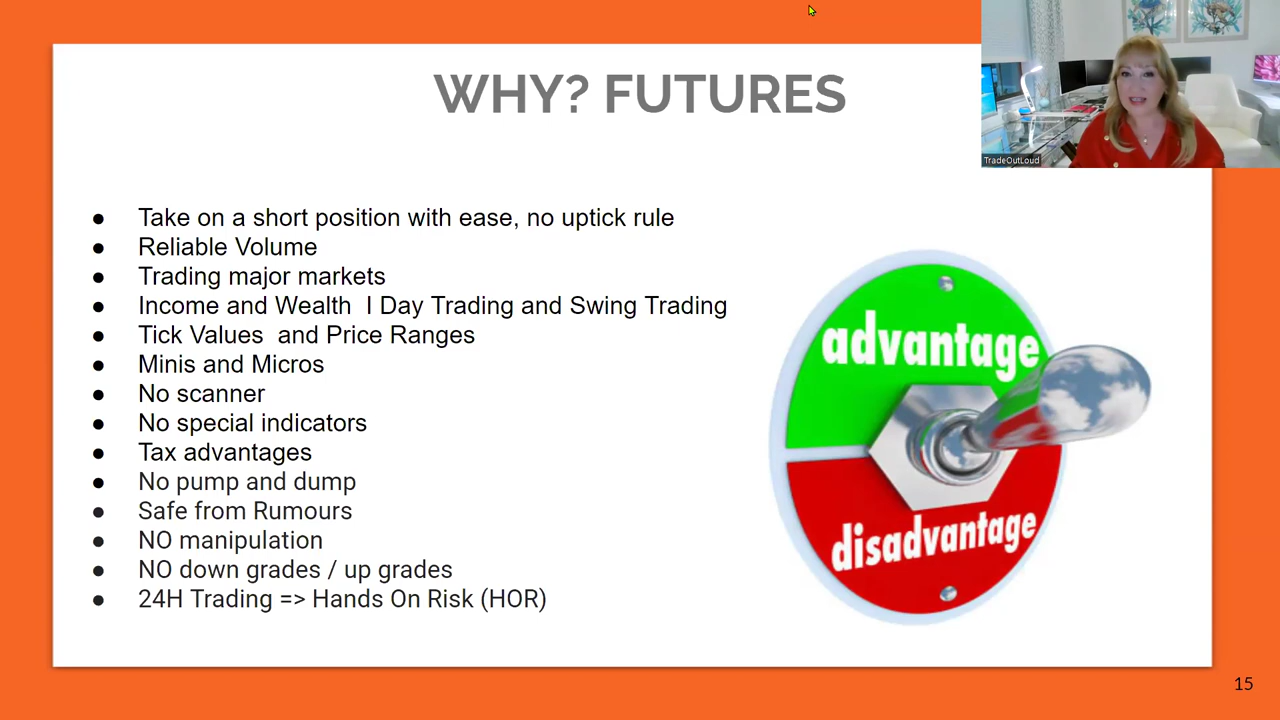 WHY? FUTURES
TradeOutLoud
● Take on a short position with ease, no uptick rule
● Reliable Volume
● Trading major markets
● Income and Wealth I Day Trading and Swing Trading
● Tick Values and Price Ranges
● Minis and Micros
● No scanner
● No special indicators
● Tax advantages
● No pump and dump
● Safe from Rumours
● NO manipulation
● NO down grades / up grades
● 24H Trading => Hands On Risk (HOR)
advantage
disadvantage
15